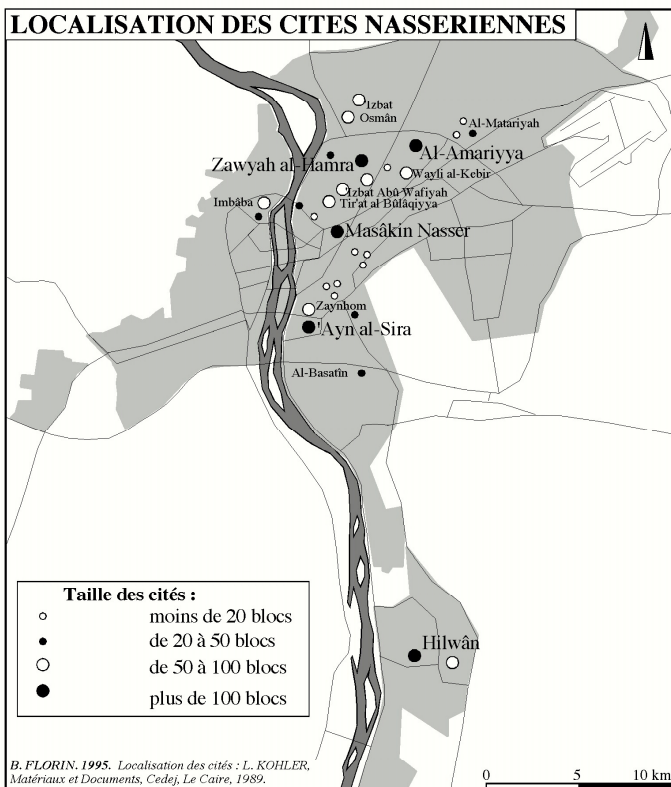 LOCALISATION DES CITES NASSERIENNES
Izbat
Osmân
Al-Matariyah
Al-Amariyya
Zawyah al-Hamra
Wayli al-Kebir
'Izbat Abû Wafiyah
Tir'at al Bûlâqiyya
Imbâba
Masâkin Nasser
Zaynhom
'Ayn al-Sira
Al-Basatîn
Hilwân
Taille des cités :
moins de 20 blocs
de 20 à 50 blocs
de 50 à 100 blocs
plus de 100 blocs
B. FLORIN. 1995. Localisation des cités : L. KOHLER,
Matériaux et Documents, Cedej, Le Caire, 1989.
0 5 10 km